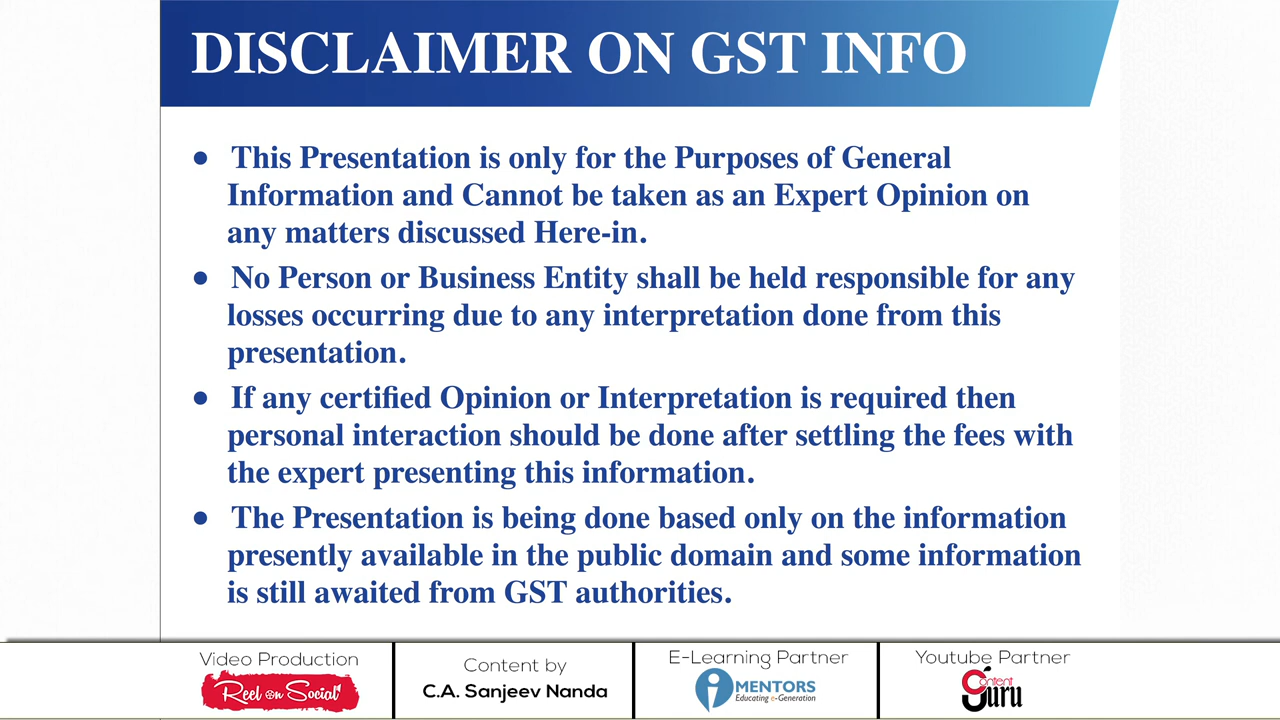 DISCLAIMER ON GST INFO
• This Presentation is only for the Purposes of General
Information and Cannot be taken as an Expert Opinion on
any matters discussed Here-in.
• No Person or Business Entity shall be held responsible for any
losses occurring due to any interpretation done from this
presentation.
• If any certified Opinion or Interpretation is required then
personal interaction should be done after settling the fees with
the expert presenting this information.
• The Presentation is being done based only on the information
presently available in the public domain and some information
is still awaited from GST authorities.
Video Production
Reel on Social
Content by
C.A. Sanjeev Nanda
E-Learning Partner
iMENTORS
Educating e-Generation
Youtube Partner
Content
Guru